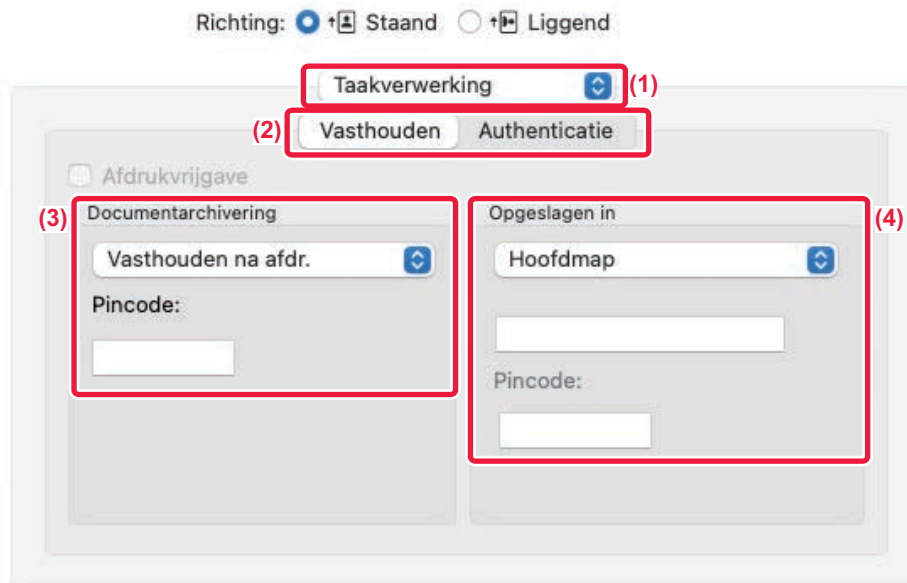 Richting: Staand Liggend
Taakverwerking (1)
(2) Vasthouden Authenticatie
Afdrukvrijgave
(3) Documentarchivering
Vasthouden na afdr.
Pincode:
Opgeslagen in (4)
Hoofdmap
Pincode: